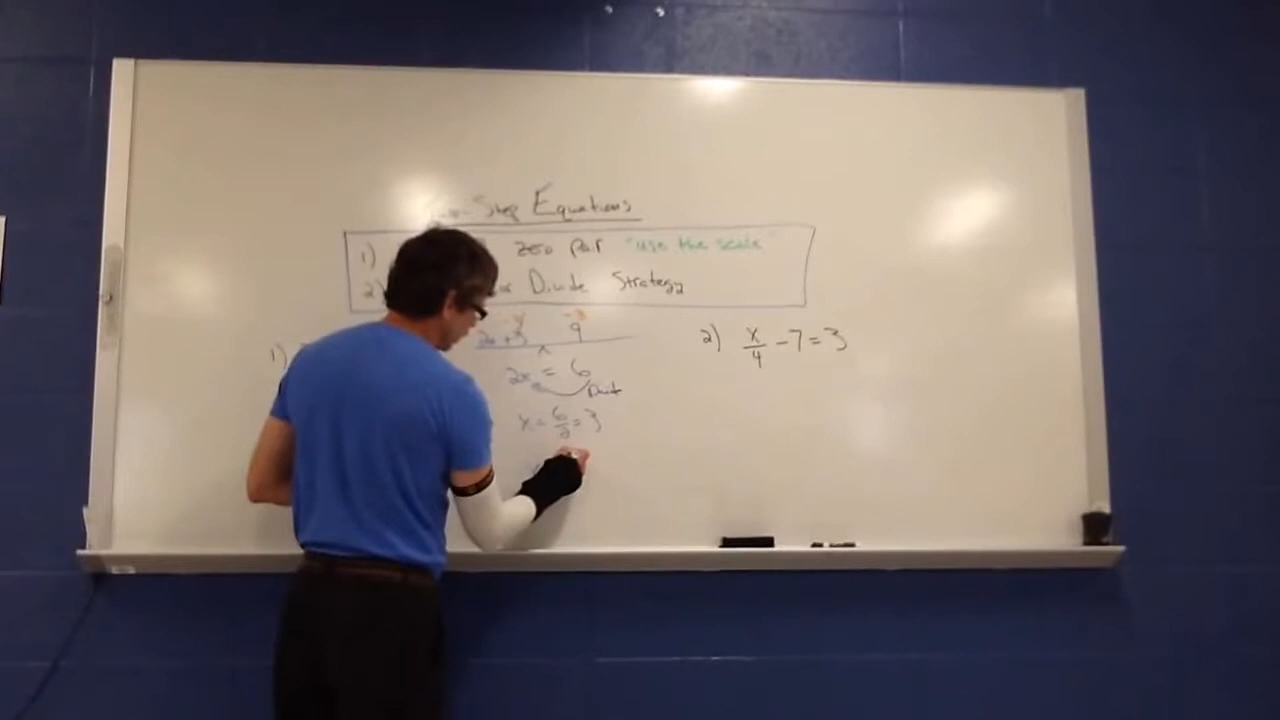 -Step Equations
1) zero pair "use the scale"
2) or Divide Strategy
1)
-3 -3
2x+3 9
2x = 6
Divide
x = 6/2 = 3
2) x/4 - 7 = 3